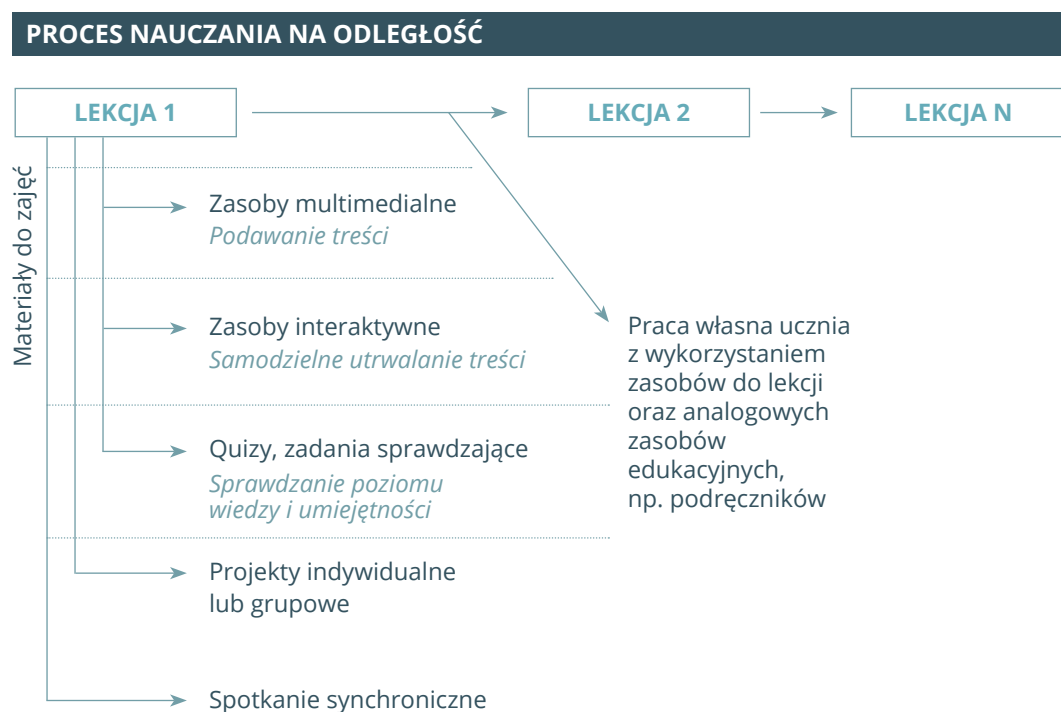 PROCES NAUCZANIA NA ODLEGŁOŚĆ
LEKCJA 1
LEKCJA 2
LEKCJA N
Materiały do zajęć
Zasoby multimedialne
Podawanie treści
Zasoby interaktywne
Samodzielne utrwalanie treści
Quizy, zadania sprawdzające
Sprawdzanie poziomu
wiedzy i umiejętności
Projekty indywidualne
lub grupowe
Spotkanie synchroniczne
Praca własna ucznia
z wykorzystaniem
zasobów do lekcji
oraz analogowych
zasobów
edukacyjnych,
np. podręczników